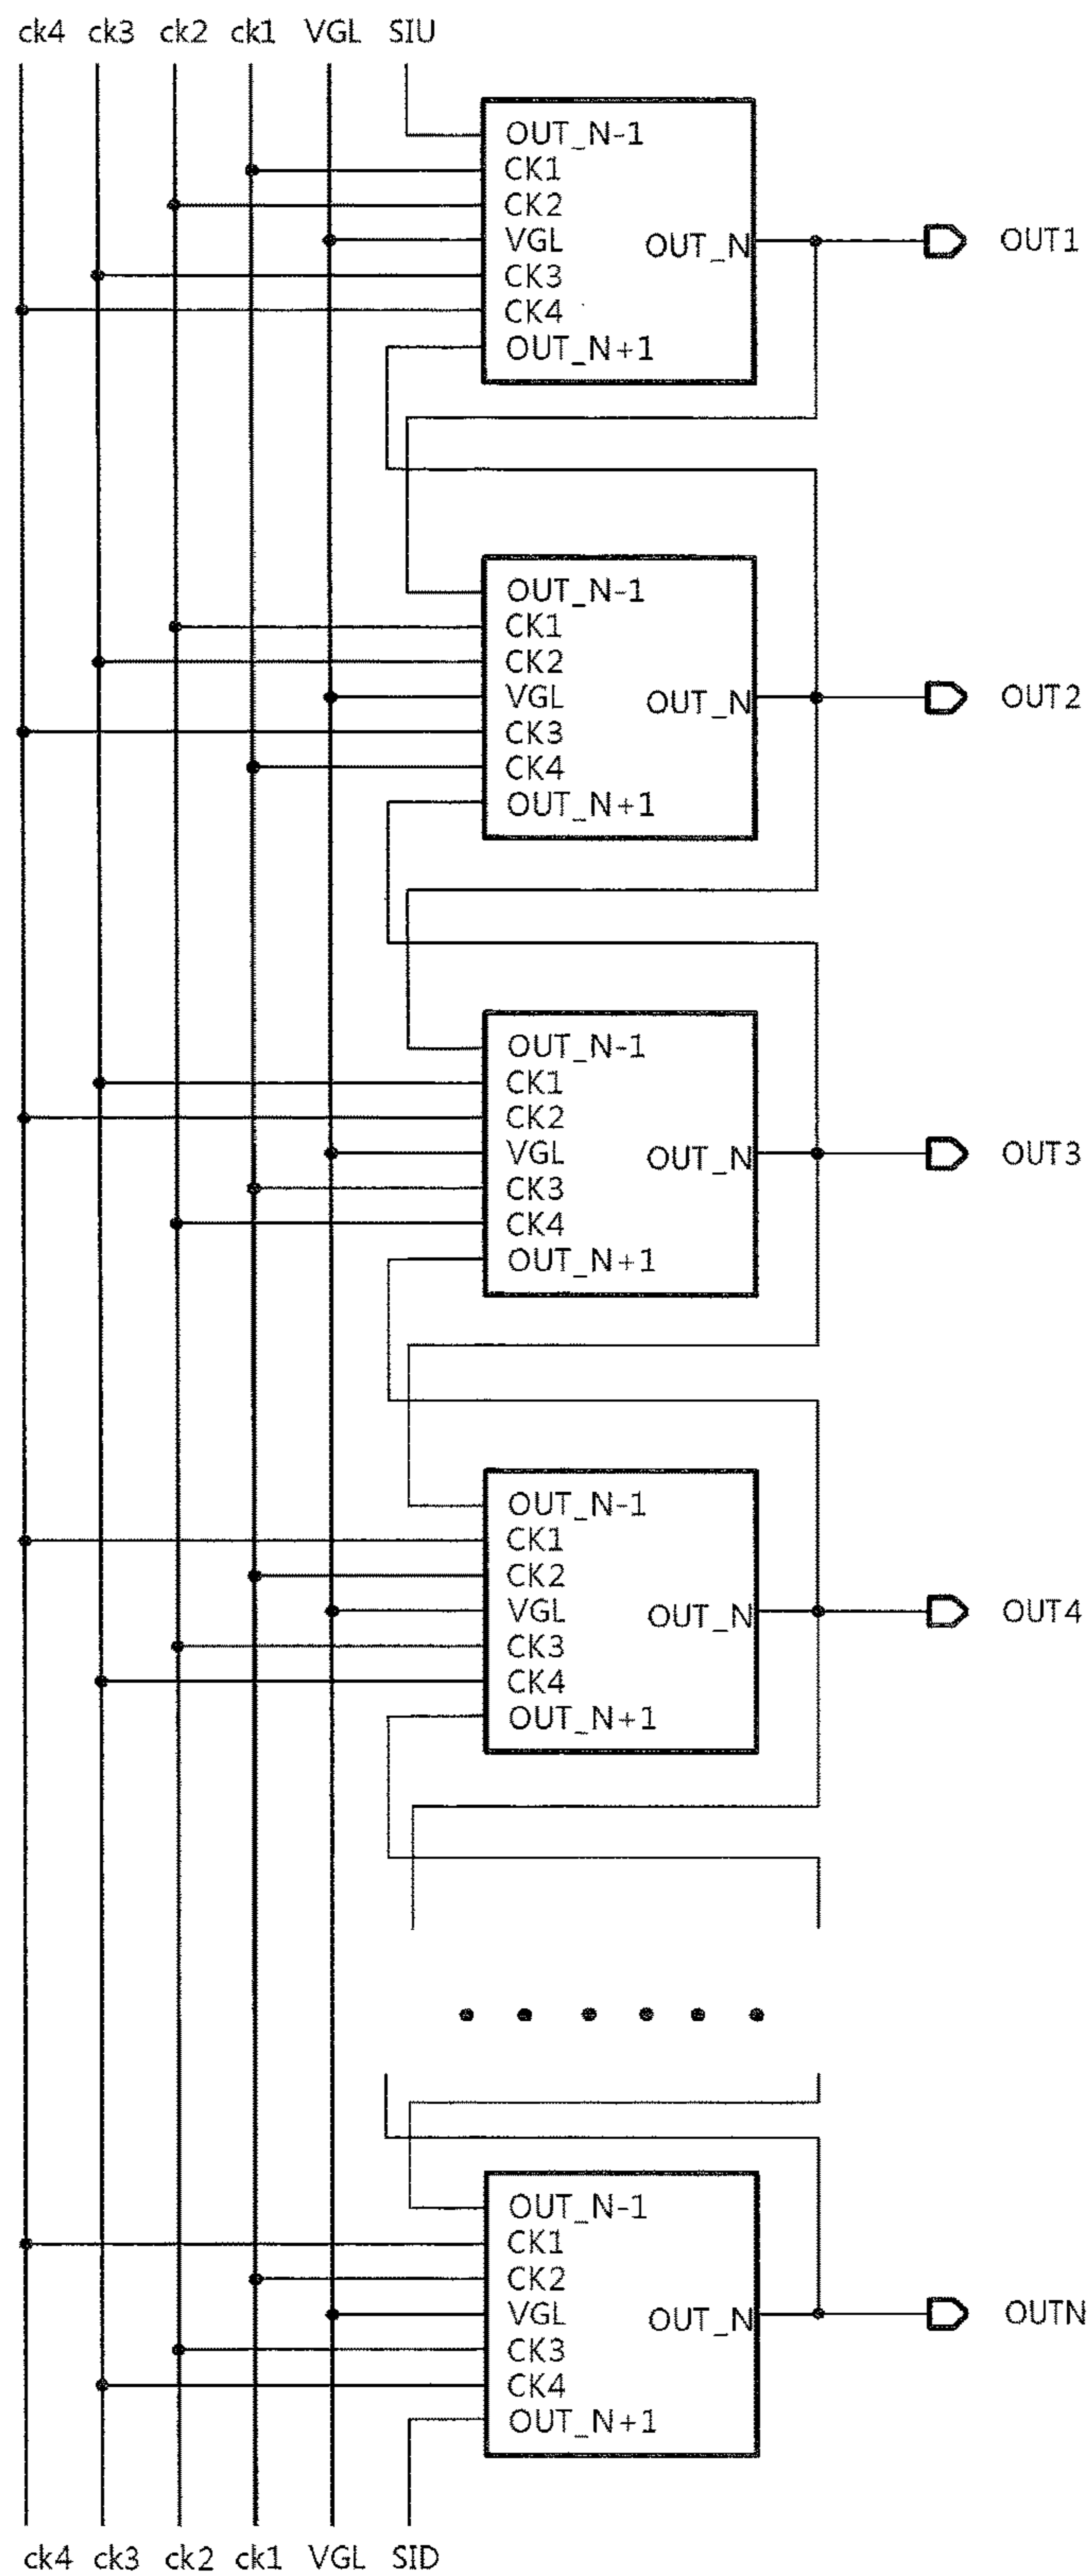 ck4 ck3 ck2 ck1 VGL SIU
OUT_N-1
CK1
CK2
VGL
CK3
CK4
OUT_N+1
OUT_N
OUT1
OUT_N-1
CK1
CK2
VGL
CK3
CK4
OUT_N+1
OUT_N
OUT2
OUT_N-1
CK1
CK2
VGL
CK3
CK4
OUT_N+1
OUT_N
OUT3
OUT_N-1
CK1
CK2
VGL
CK3
CK4
OUT_N+1
OUT_N
OUT4
OUT_N-1
CK1
CK2
VGL
CK3
CK4
OUT_N+1
OUT_N
OUTN
ck4 ck3 ck2 ck1 VGL SID